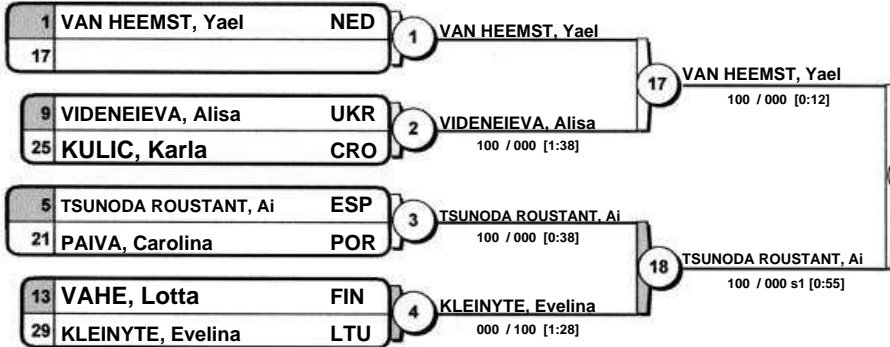 1 VAN HEEMST, Yael NED
17
1 VAN HEEMST, Yael
9 VIDENEIEVA, Alisa UKR
25 KULIC, Karla CRO
2 VIDENEIEVA, Alisa
100 / 000 [1:38]
17 VAN HEEMST, Yael
100 / 000 [0:12]
5 TSUNODA ROUSTANT, Ai ESP
21 PAIVA, Carolina POR
3 TSUNODA ROUSTANT, Ai
100 / 000 [0:38]
13 VAHE, Lotta FIN
29 KLEINYTE, Evelina LTU
4 KLEINYTE, Evelina
000 / 100 [1:28]
18 TSUNODA ROUSTANT, Ai
100 / 000 s1 [0:55]